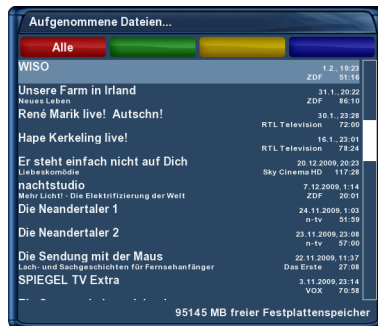 Aufgenommene Dateien...
Alle
WISO 1.2., 19:23
ZDF 51:16
Unsere Farm in Irland 31.1., 20:22
Neues Leben ZDF 86:10
René Marik live! Autschn! 30.1., 23:28
RTL Television 72:00
Hape Kerkeling live! 16.1., 23:01
RTL Television 78:24
Er steht einfach nicht auf Dich 20.12.2009, 20:23
Liebeskomödie Sky Cinema HD 117:28
nachtstudio 7.12.2009, 1:14
Mehr Licht! - Die Elektrifizierung der Welt ZDF 20:01
Die Neandertaler 1 24.11.2009, 1:03
n-tv 51:59
Die Neandertaler 2 23.11.2009, 23:08
n-tv 57:00
Die Sendung mit der Maus 22.11.2009, 11:37
Lach- und Sachgeschichten für Fernsehanfänger Das Erste 27:08
SPIEGEL TV Extra 3.11.2009, 23:14
VOX 70:58
95145 MB freier Festplattenspeicher